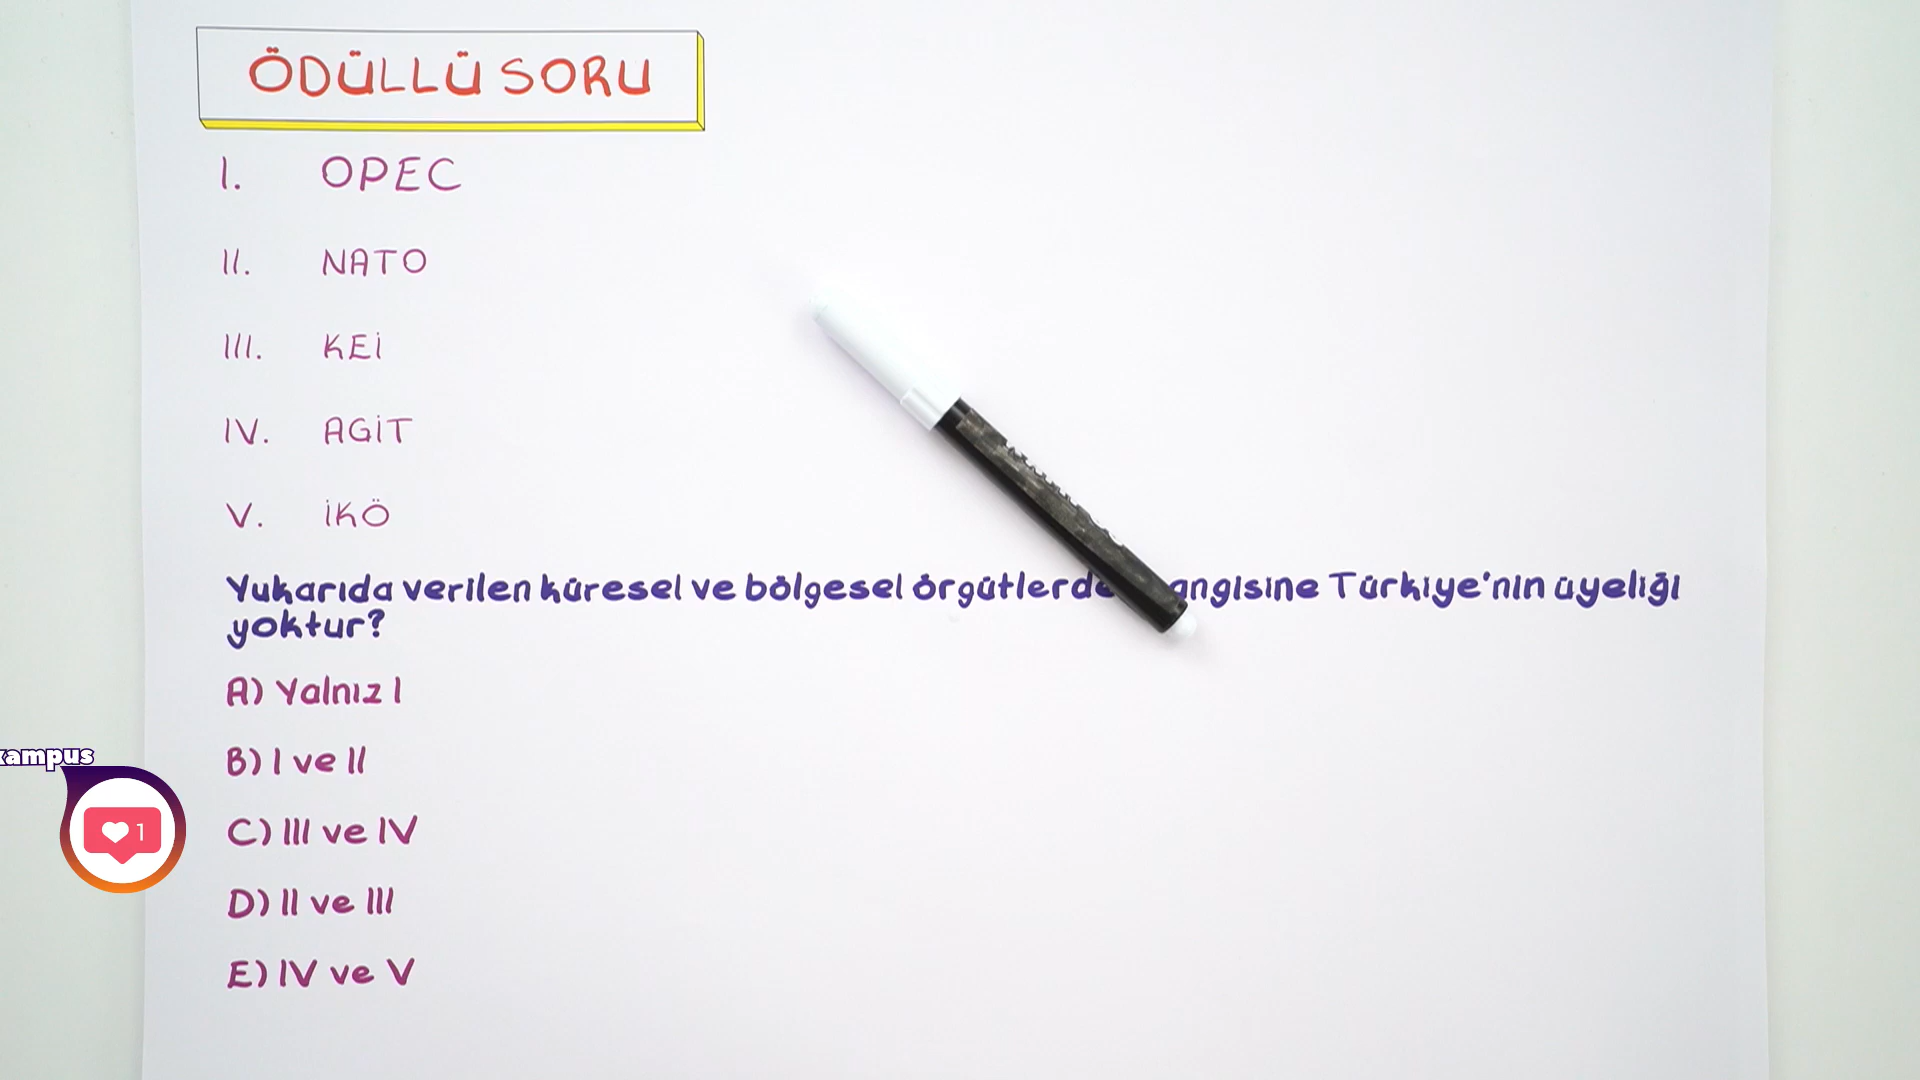 ÖDÜLLÜ SORU
I. OPEC
II. NATO
III. KEİ
IV. AGİT
V. İKÖ
Yukarıda verilen küresel ve bölgesel örgütlerde angisine Türkiye'nin üyeliği
yoktur?
A) Yalnız I
B) I ve II
C) III ve IV
D) II ve III
E) IV ve V
kampus
1